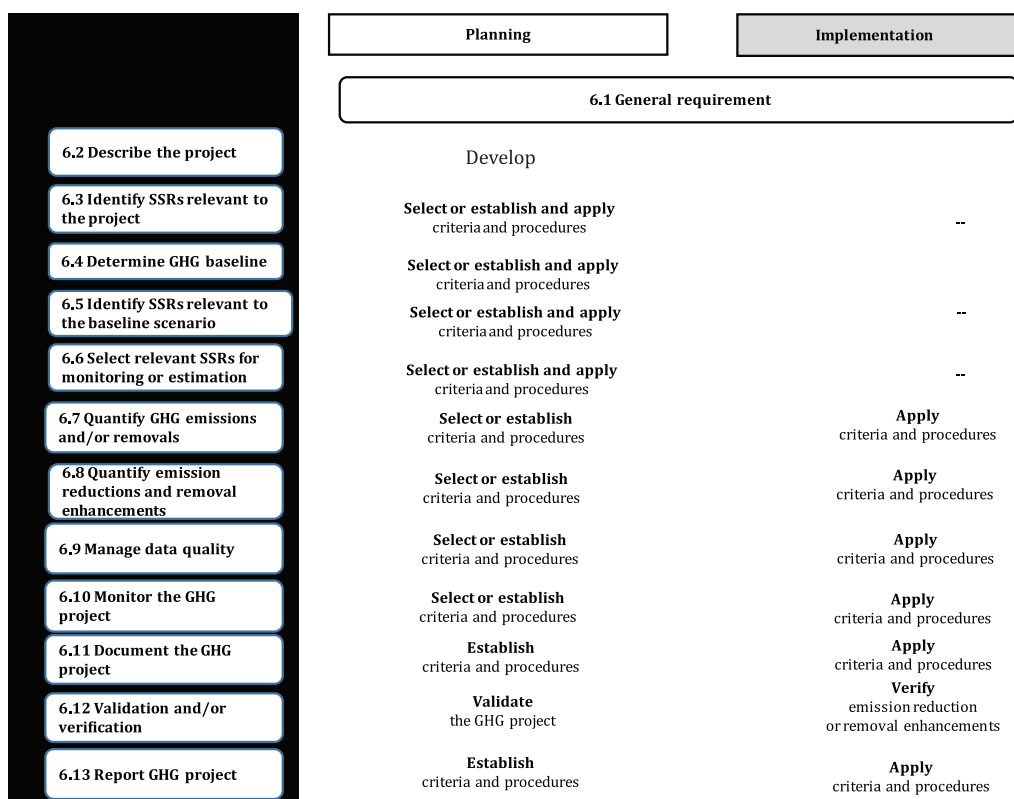 Planning
Implementation
6.1 General requirement
6.2 Describe the project
Develop
6.3 Identify SSRs relevant to
the project
Select or establish and apply
criteria and procedures
--
6.4 Determine GHG baseline
Select or establish and apply
criteria and procedures
6.5 Identify SSRs relevant to
the baseline scenario
Select or establish and apply
criteria and procedures
--
6.6 Select relevant SSRs for
monitoring or estimation
Select or establish and apply
criteria and procedures
--
6.7 Quantify GHG emissions
and/or removals
Select or establish
criteria and procedures
Apply
criteria and procedures
6.8 Quantify emission
reductions and removal
enhancements
Select or establish
criteria and procedures
Apply
criteria and procedures
6.9 Manage data quality
Select or establish
criteria and procedures
Apply
criteria and procedures
6.10 Monitor the GHG
project
Select or establish
criteria and procedures
Apply
criteria and procedures
6.11 Document the GHG
project
Establish
criteria and procedures
Apply
criteria and procedures
6.12 Validation and/or
verification
Validate
the GHG project
Verify
emission reduction
or removal enhancements
6.13 Report GHG project
Establish
criteria and procedures
Apply
criteria and procedures